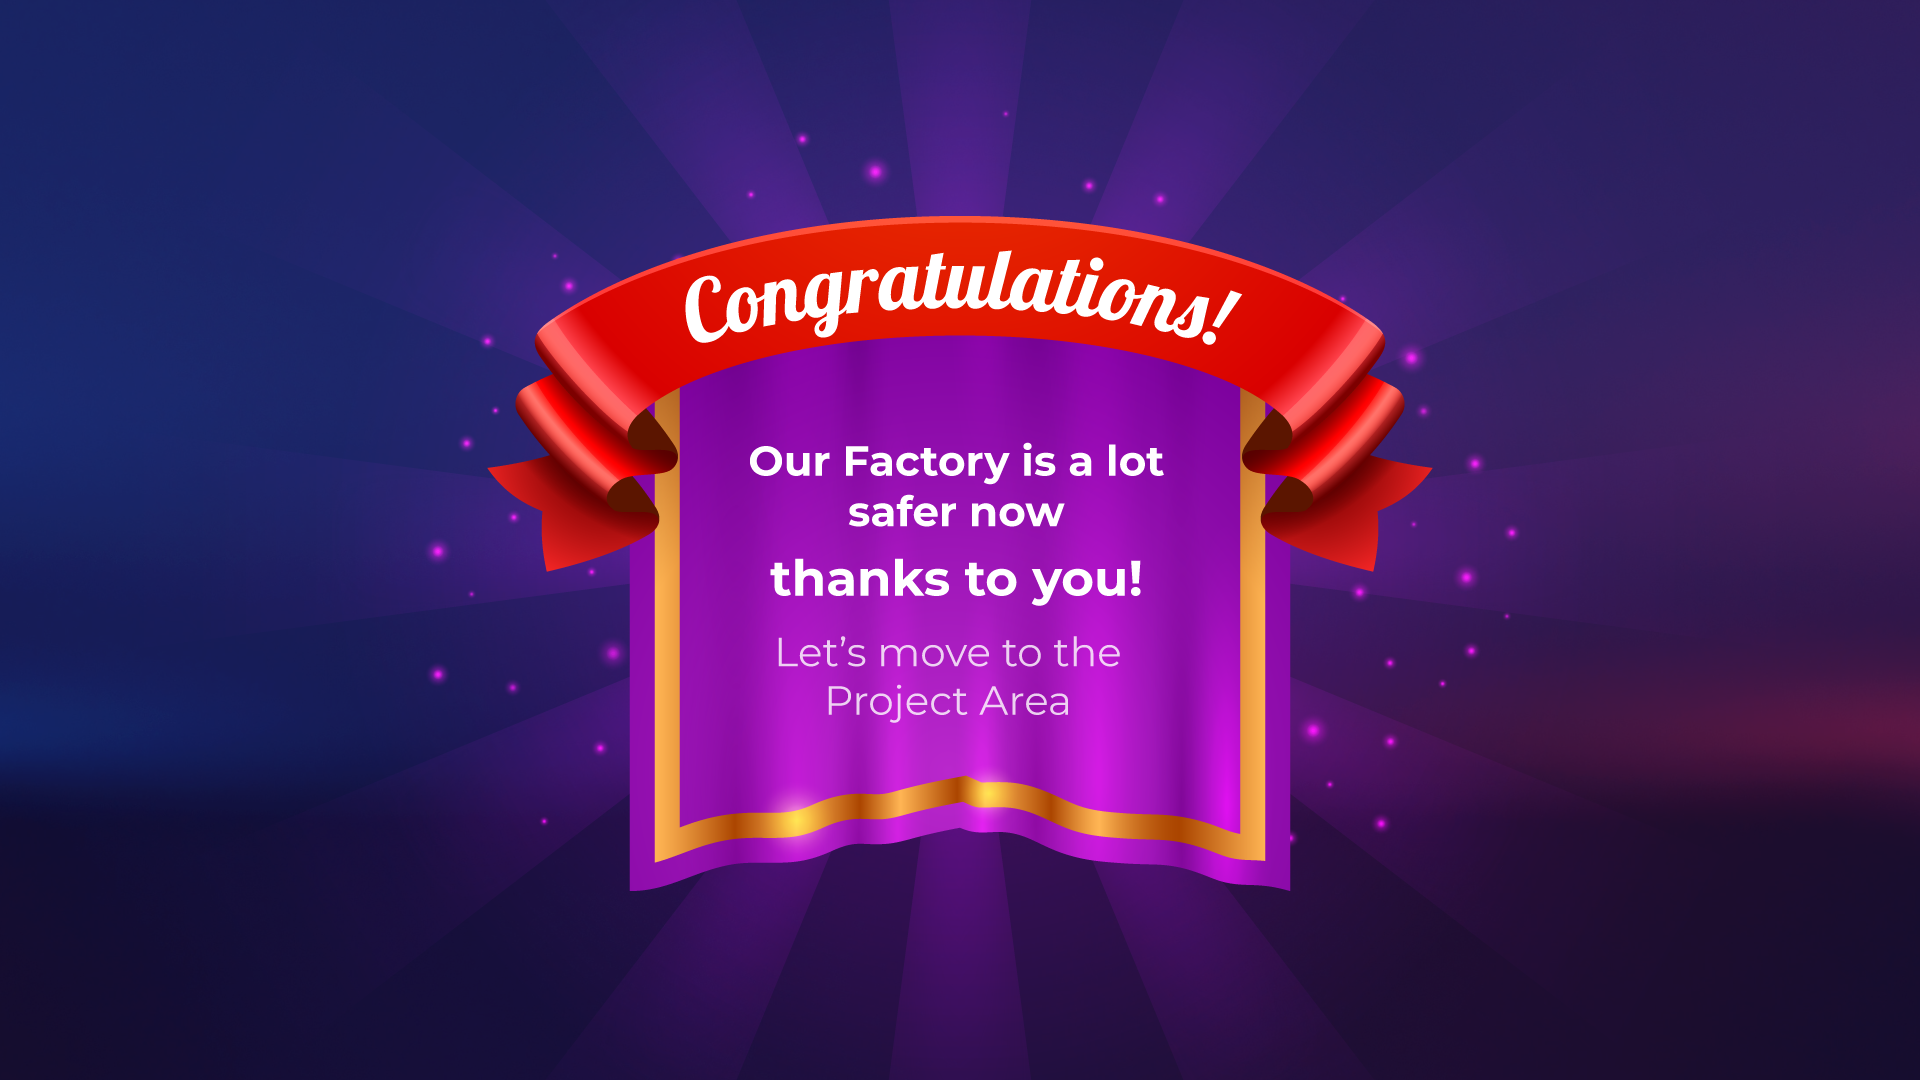 Congratulations!
Our Factory is a lot
safer now
thanks to you!
Let’s move to the
Project Area